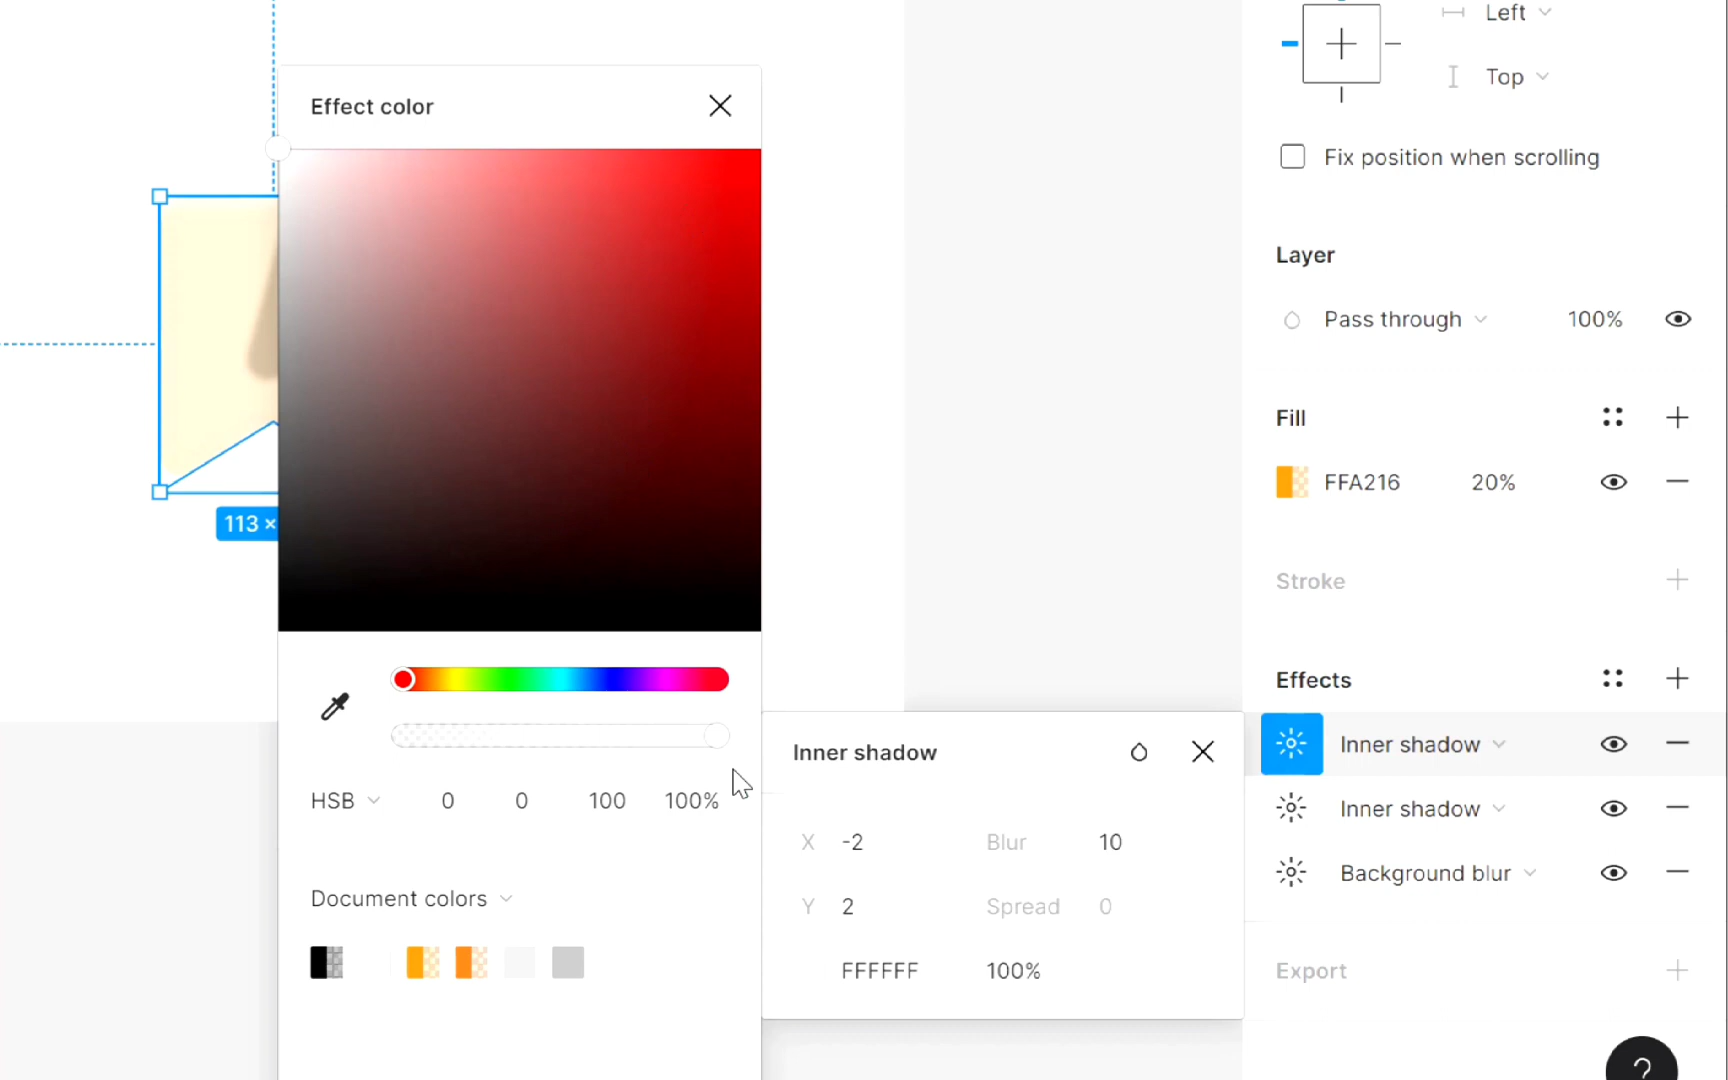 Left
Top
Effect color
Fix position when scrolling
Layer
Pass through 100%
Fill
FFA216 20%
113 ×
Stroke
Effects
Inner shadow
Inner shadow
HSB 0 0 100 100%
Inner shadow
X -2 Blur 10
Background blur
Document colors
Y 2 Spread 0
FFFFFF 100%
Export
?